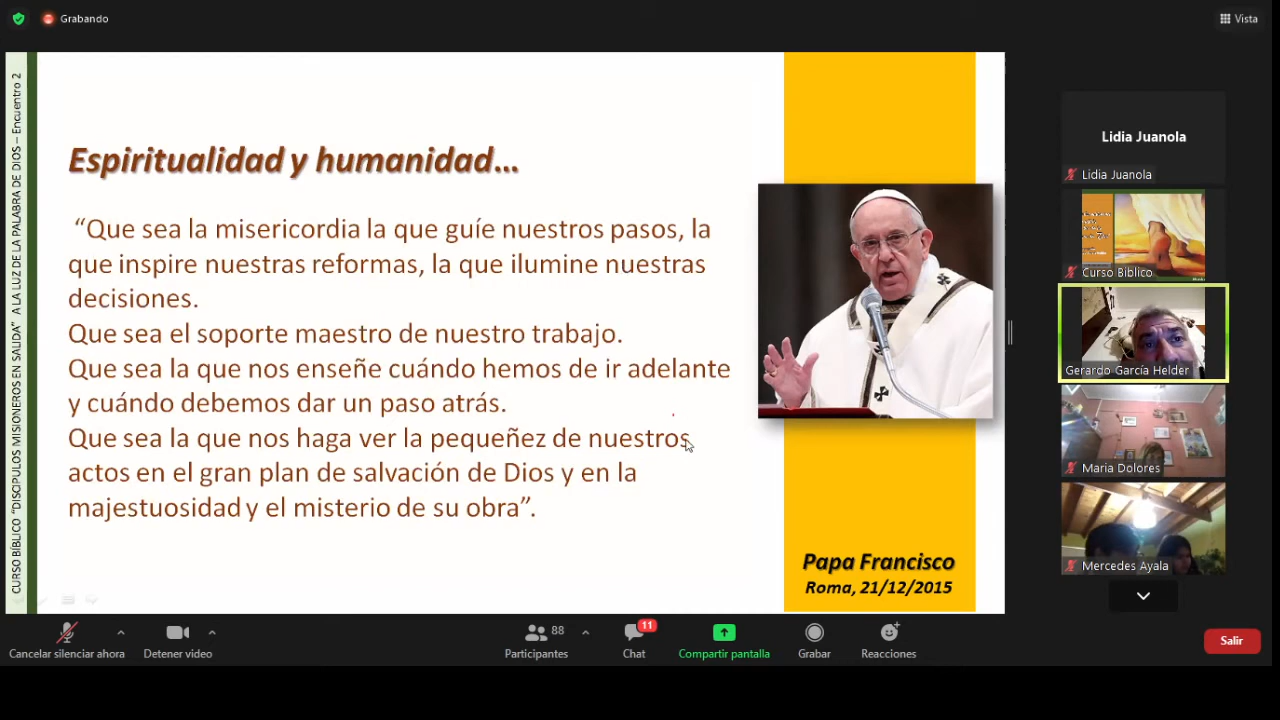 Grabando
Vista
CURSO BÍBLICO "DISCIPULOS MISIONEROS EN SALIDA" A LA LUZ DE LA PALABRA DE DIOS – Encuentro 2
Espiritualidad y humanidad...
“Que sea la misericordia la que guíe nuestros pasos, la
que inspire nuestras reformas, la que ilumine nuestras
decisiones.
Que sea el soporte maestro de nuestro trabajo.
Que sea la que nos enseñe cuándo hemos de ir adelante
y cuándo debemos dar un paso atrás.
Que sea la que nos haga ver la pequeñez de nuestros
actos en el gran plan de salvación de Dios y en la
majestuosidad y el misterio de su obra”.
Papa Francisco
Roma, 21/12/2015
Lidia Juanola
Lidia Juanola
Curso Biblico
Gerardo García Helder
Maria Dolores
Mercedes Ayala
Cancelar silenciar ahora
Detener video
88
Participantes
11
Chat
Compartir pantalla
Grabar
Reacciones
Salir